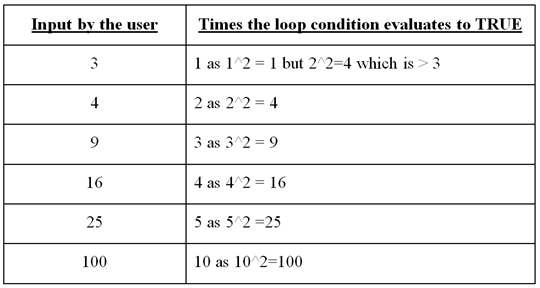 Input by the user Times the loop condition evaluates to TRUE
3 1 as 1^2 = 1 but 2^2=4 which is > 3
4 2 as 2^2 = 4
9 3 as 3^2 = 9
16 4 as 4^2 = 16
25 5 as 5^2 =25
100 10 as 10^2=100